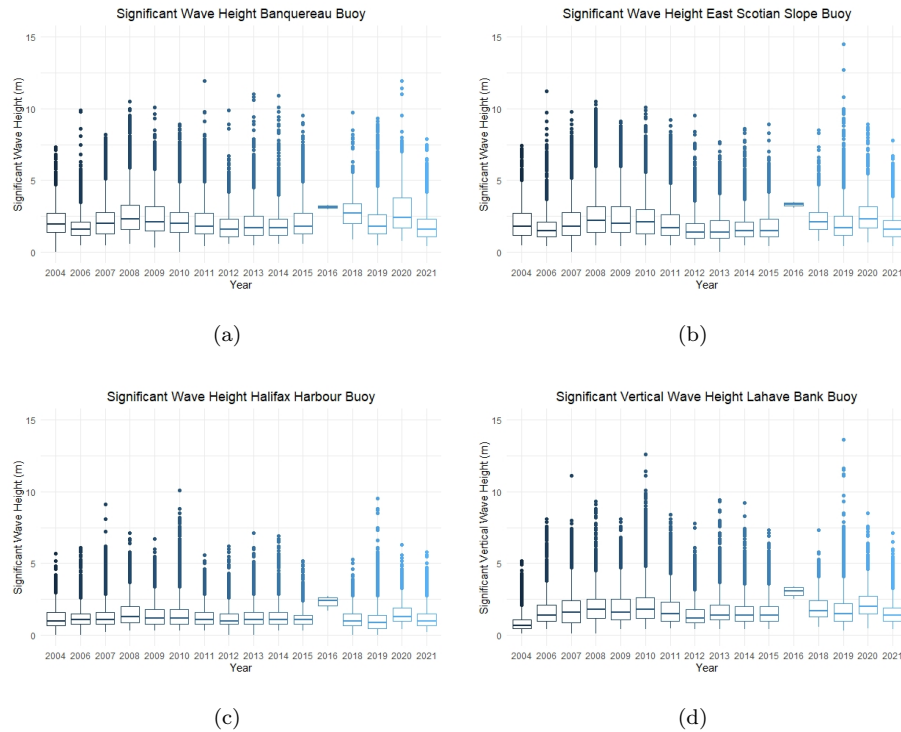 Significant Wave Height Banquereau Buoy
15
10
5
0
Significant Wave Height (m)
2004 2006 2007 2008 2009 2010 2011 2012 2013 2014 2015 2016 2018 2019 2020 2021
Year
(a)
Significant Wave Height East Scotian Slope Buoy
15
10
5
0
Significant Wave Height (m)
2004 2006 2007 2008 2009 2010 2011 2012 2013 2014 2015 2016 2018 2019 2020 2021
Year
(b)
Significant Wave Height Halifax Harbour Buoy
15
10
5
0
Significant Wave Height (m)
2004 2006 2007 2008 2009 2010 2011 2012 2013 2014 2015 2016 2018 2019 2020 2021
Year
(c)
Significant Vertical Wave Height Lahave Bank Buoy
15
10
5
0
Significant Vertical Wave Height (m)
2004 2006 2007 2008 2009 2010 2011 2012 2013 2014 2015 2016 2018 2019 2020 2021
Year
(d)